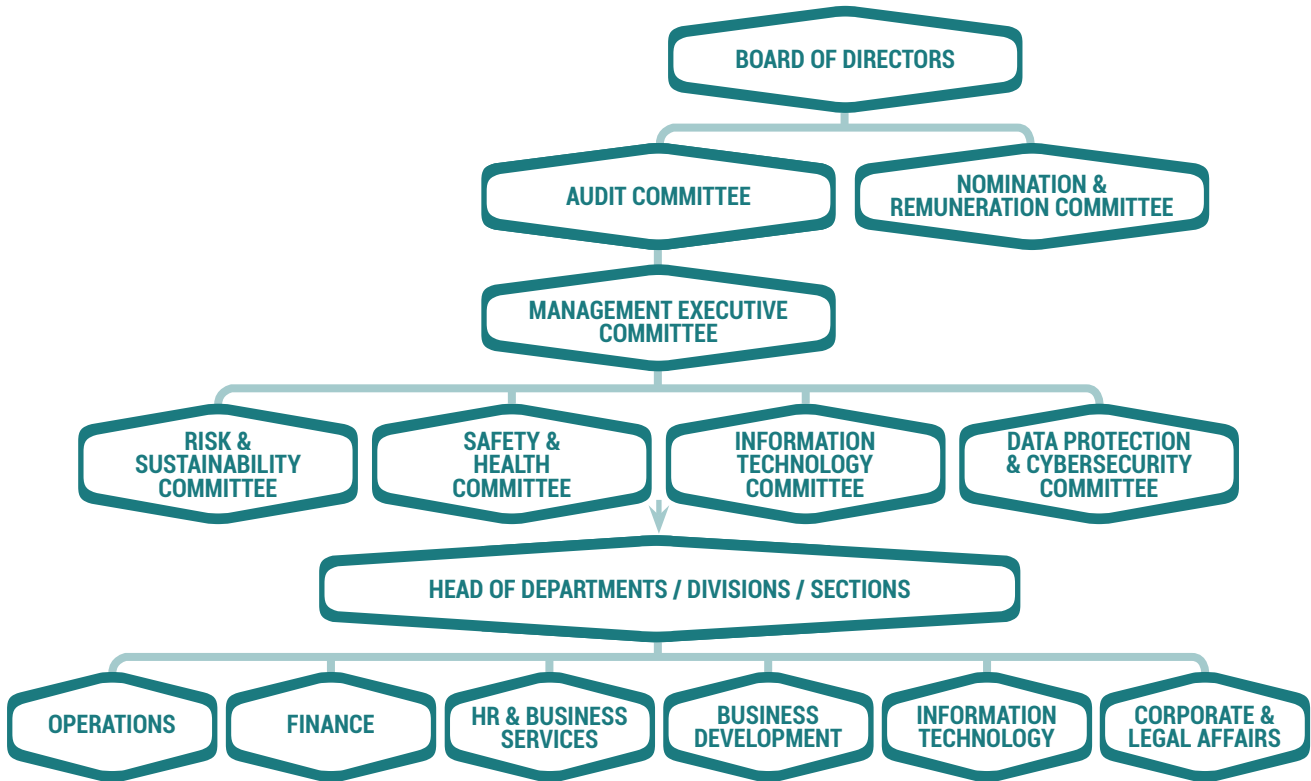 BOARD OF DIRECTORS
AUDIT COMMITTEE
NOMINATION &
REMUNERATION COMMITTEE
MANAGEMENT EXECUTIVE
COMMITTEE
RISK &
SUSTAINABILITY
COMMITTEE
SAFETY &
HEALTH
COMMITTEE
INFORMATION
TECHNOLOGY
COMMITTEE
DATA PROTECTION
& CYBERSECURITY
COMMITTEE
HEAD OF DEPARTMENTS / DIVISIONS / SECTIONS
OPERATIONS
FINANCE
HR & BUSINESS
SERVICES
BUSINESS
DEVELOPMENT
INFORMATION
TECHNOLOGY
CORPORATE &
LEGAL AFFAIRS